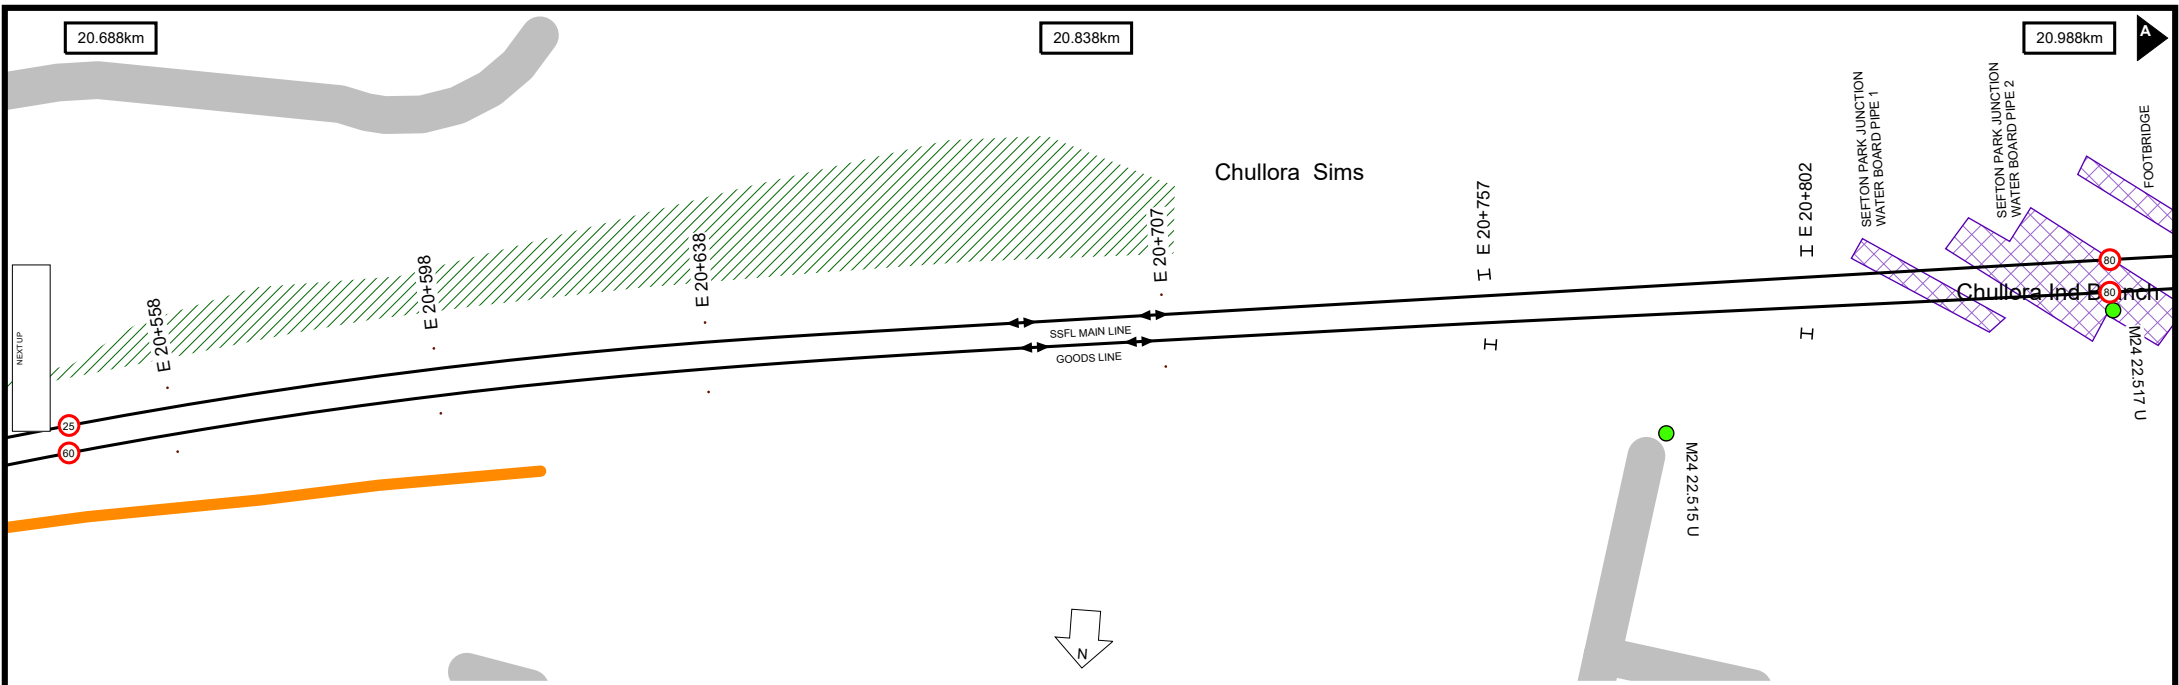 20.688km
20.838km
20.988km
A
SEFTON PARK JUNCTION
WATER BOARD PIPE 1
SEFTON PARK JUNCTION
WATER BOARD PIPE 2
FOOTBRIDGE
Chullora Sims
E 20+558
E 20+598
E 20+638
E 20+707
E 20+757
E 20+802
NEXT UP
80
80
Chullora Ind Branch
SSFL MAIN LINE
GOODS LINE
25
60
M24 22.517 U
M24 22.515 U
N